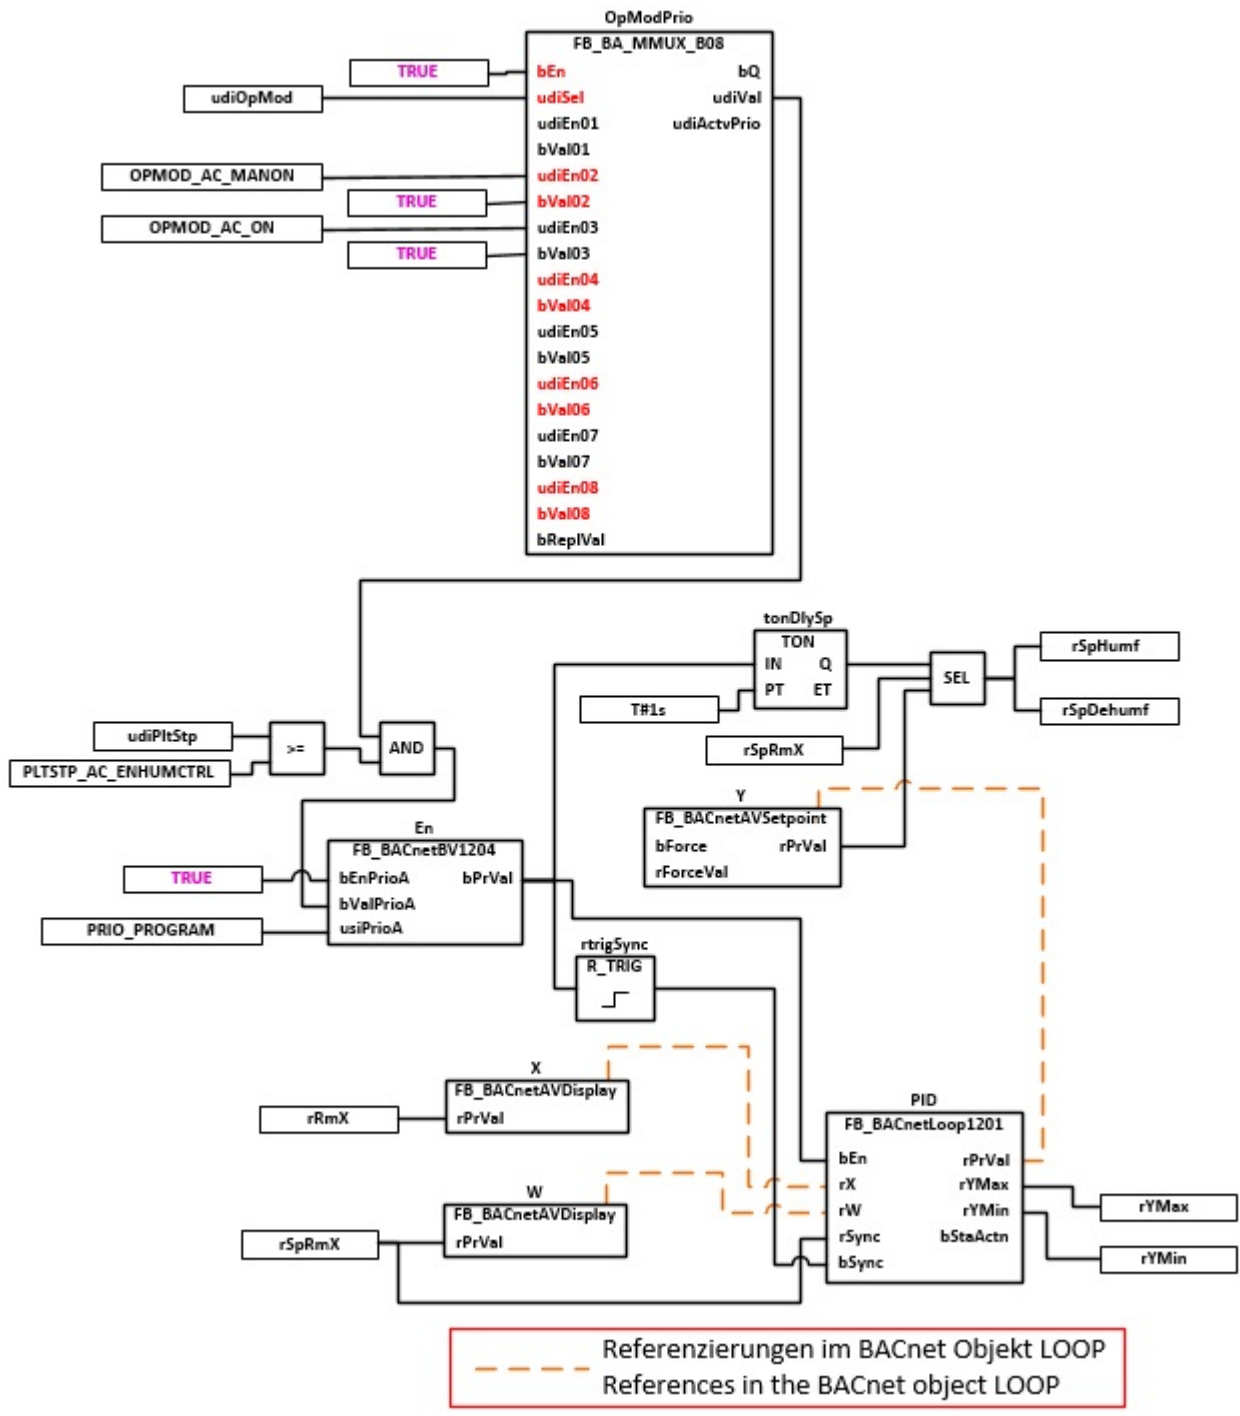 OpModPrio
FB_BA_MMUX_B08
TRUE
bEn
bQ
udiOpMod
udiSel
udiVal
udiEn01
udiActvPrio
bVal01
OPMOD_AC_MANON
udiEn02
TRUE
bVal02
OPMOD_AC_ON
udiEn03
TRUE
bVal03
udiEn04
bVal04
udiEn05
bVal05
udiEn06
bVal06
udiEn07
bVal07
udiEn08
bVal08
bReplVal
tonDlySp
TON
IN
Q
PT
ET
T#1s
rSpRmX
SEL
rSpHumf
rSpDehumf
udiPltStp
PLTSTP_AC_ENHUMCTRL
>=
AND
Y
FB_BACnetAVSetpoint
bForce
rPrVal
rForceVal
En
FB_BACnetBV1204
TRUE
bEnPrioA
bPrVal
bValPrioA
PRIO_PROGRAM
usiPrioA
rtrigSync
R_TRIG
X
FB_BACnetAVDisplay
rRmX
rPrVal
W
FB_BACnetAVDisplay
rSpRmX
rPrVal
PID
FB_BACnetLoop1201
bEn
rPrVal
rX
rYMax
rW
rYMin
rSync
bStaActn
bSync
rYMax
rYMin
Referenzierungen im BACnet Objekt LOOP
References in the BACnet object LOOP